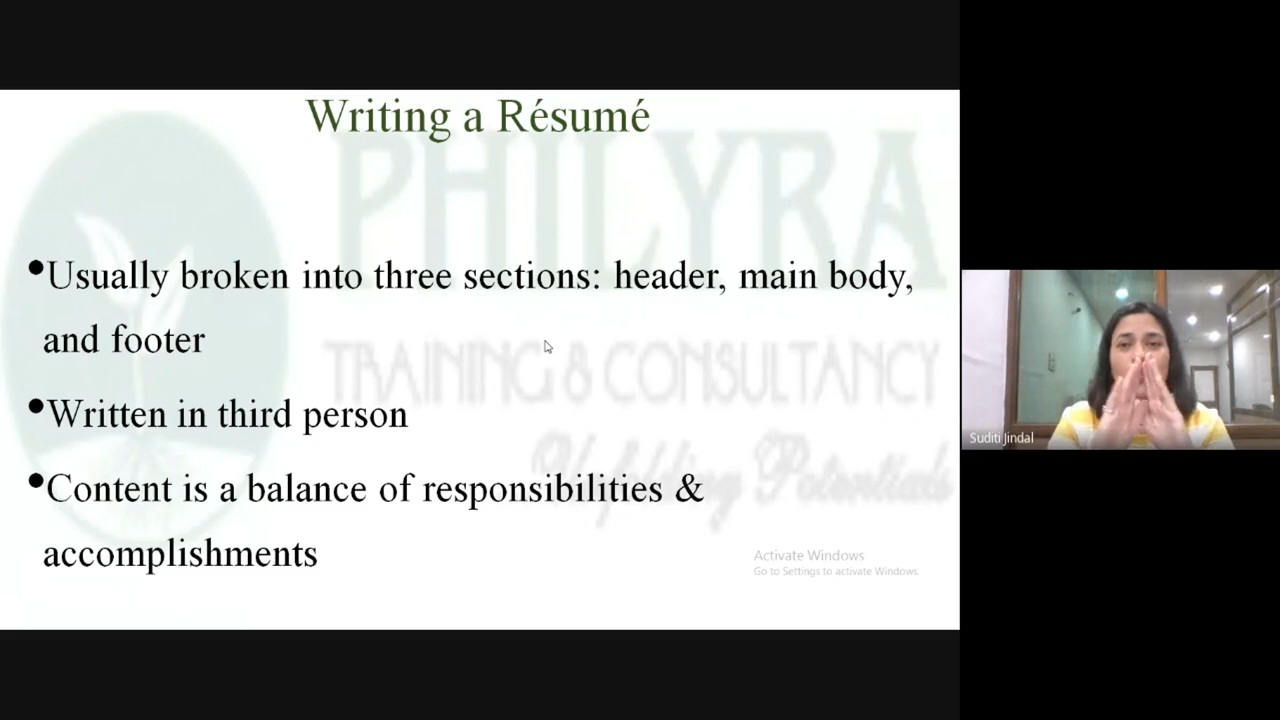 Writing a Résumé
PHILYRA
TRAINING & CONSULTANCY
Unfolding Potentials
•Usually broken into three sections: header, main body,
and footer
•Written in third person
•Content is a balance of responsibilities &
accomplishments
Activate Windows
Go to Settings to activate Windows.
Suditi Jindal